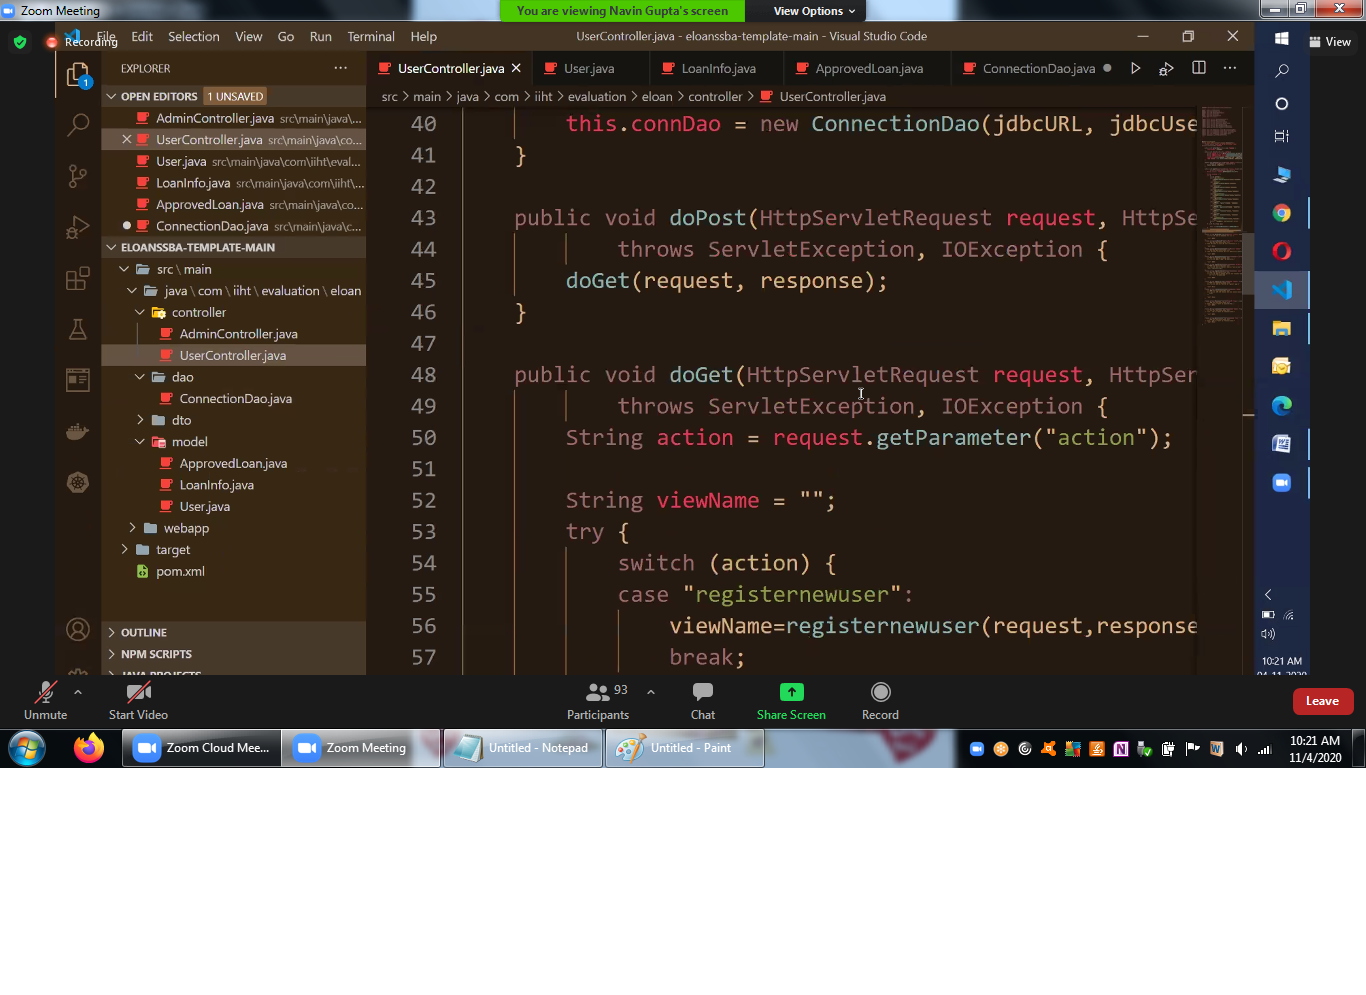 Zoom Meeting
You are viewing Navin Gupta's screen
View Options
Recording
File Edit Selection View Go Run Terminal Help
UserController.java - eloanssba-template-main - Visual Studio Code
View
EXPLORER
UserController.java
User.java
LoanInfo.java
ApprovedLoan.java
ConnectionDao.java
1
OPEN EDITORS 1 UNSAVED
src > main > java > com > iiht > evaluation > eloan > controller > UserController.java
AdminController.java src\main\java\...
UserController.java src\main\java\co...
User.java src\main\java\com\iiht\eval...
LoanInfo.java src\main\java\com\iiht\...
ApprovedLoan.java src\main\java\co...
ConnectionDao.java src\main\java\c...
ELOANSSBA-TEMPLATE-MAIN
src \ main
java \ com \ iiht \ evaluation \ eloan
controller
AdminController.java
UserController.java
dao
ConnectionDao.java
dto
model
ApprovedLoan.java
LoanInfo.java
User.java
webapp
target
pom.xml
OUTLINE
NPM SCRIPTS
JAVA PROJECTS
40 this.connDao = new ConnectionDao(jdbcURL, jdbcUse
41 }
42
43 public void doPost(HttpServletRequest request, HttpSe
44 throws ServletException, IOException {
45 doGet(request, response);
46 }
47
48 public void doGet(HttpServletRequest request, HttpSer
49 throws ServletException, IOException {
50 String action = request.getParameter("action");
51
52 String viewName = "";
53 try {
54 switch (action) {
55 case "registernewuser":
56 viewName=registernewuser(request,response
57 break;
10:21 AM
04-11-2020
Unmute
Start Video
93
Participants
Chat
Share Screen
Record
Leave
Zoom Cloud Mee...
Zoom Meeting
Untitled - Notepad
Untitled - Paint
10:21 AM
11/4/2020